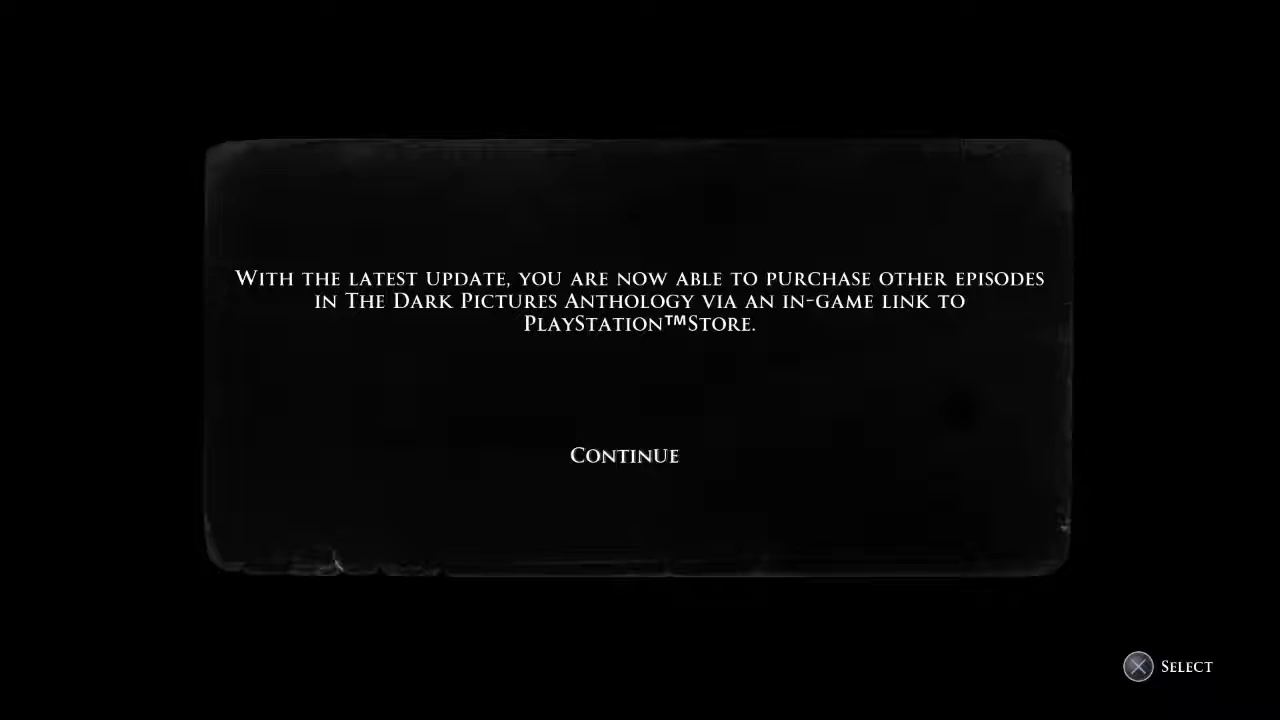 With the latest update, you are now able to purchase other episodes
in The Dark Pictures Anthology via an in-game link to
PlayStation™Store.
Continue
Select